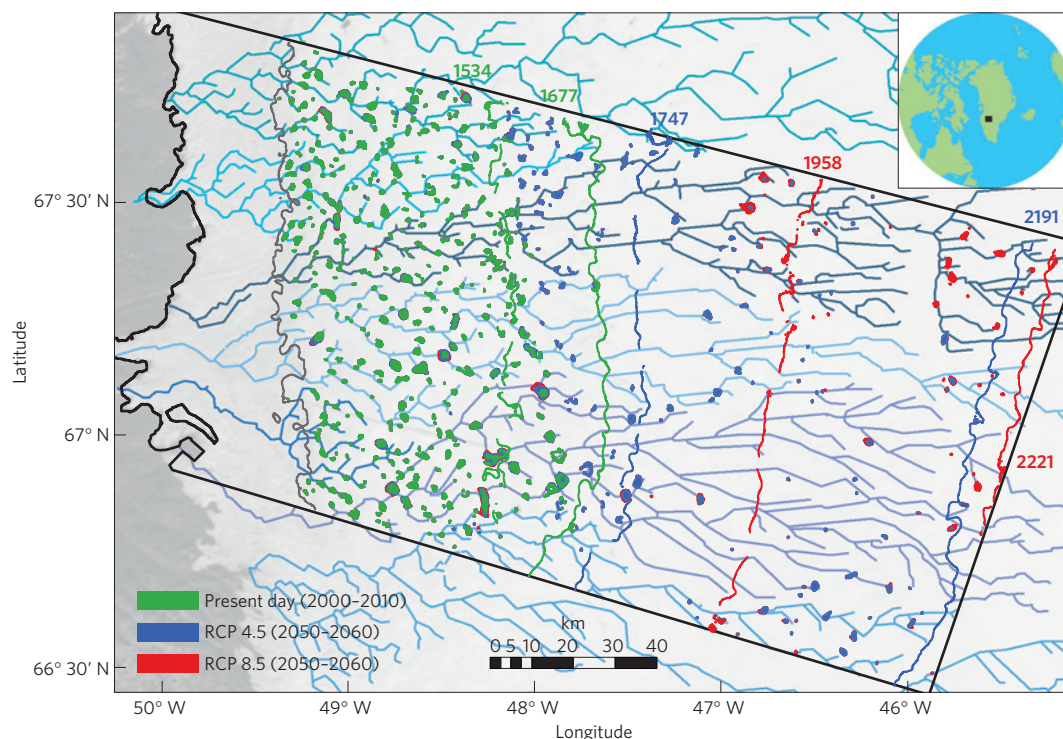 1534
1677
1747
1958
2191
2221
67° 30′ N
67° N
66° 30′ N
Latitude
Present day (2000–2010)
RCP 4.5 (2050–2060)
RCP 8.5 (2050–2060)
km
0 5 10 20 30 40
50° W
49° W
48° W
47° W
46° W
Longitude